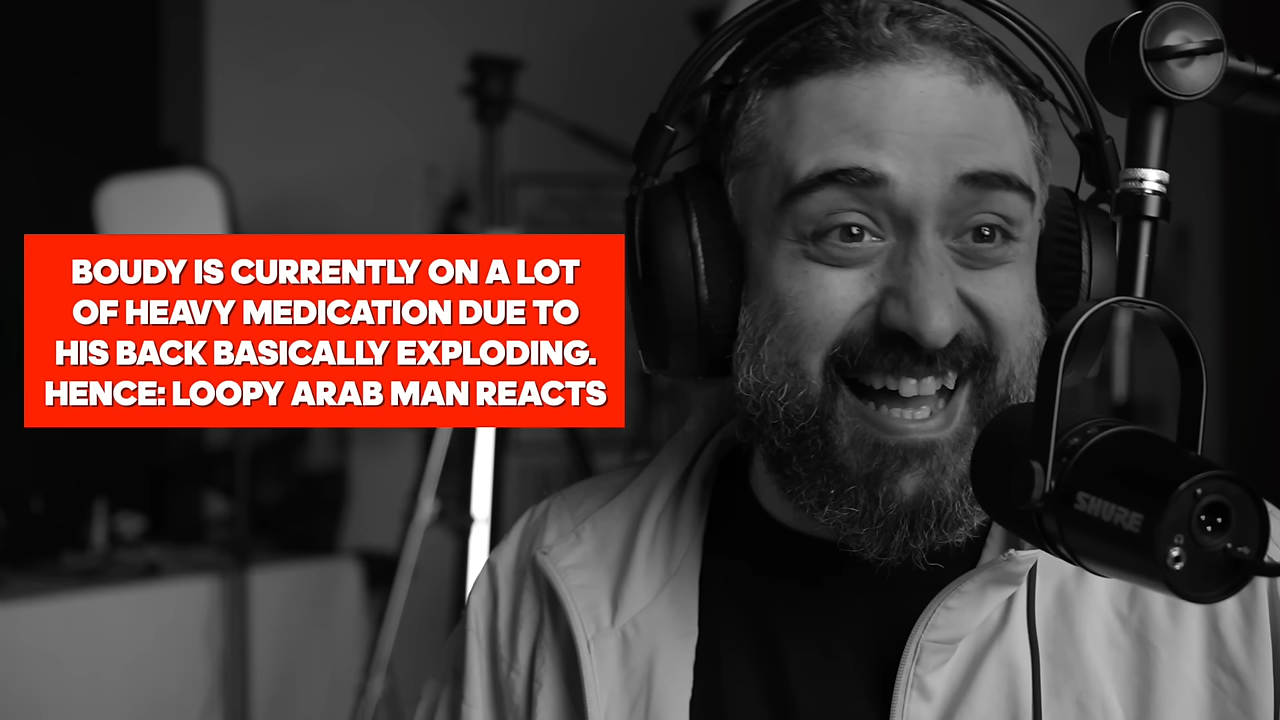 BOUDY IS CURRENTLY ON A LOT
OF HEAVY MEDICATION DUE TO
HIS BACK BASICALLY EXPLODING.
HENCE: LOOPY ARAB MAN REACTS
SHURE